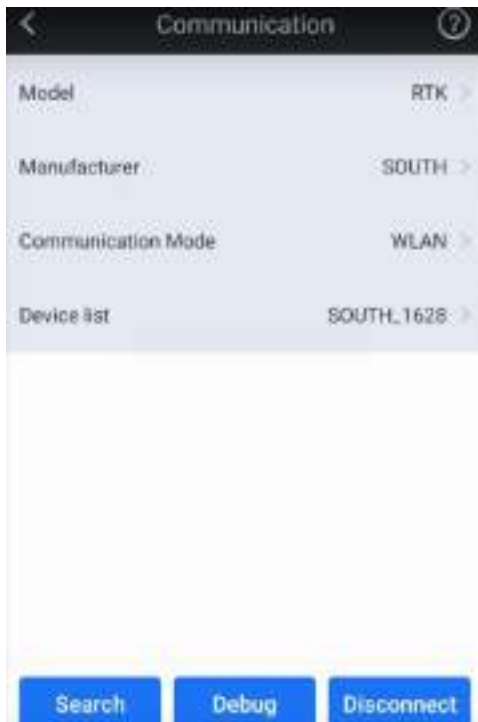 Communication
Model RTK
Manufacturer SOUTH
Communication Mode WLAN
Device list SOUTH_1628
Search Debug Disconnect